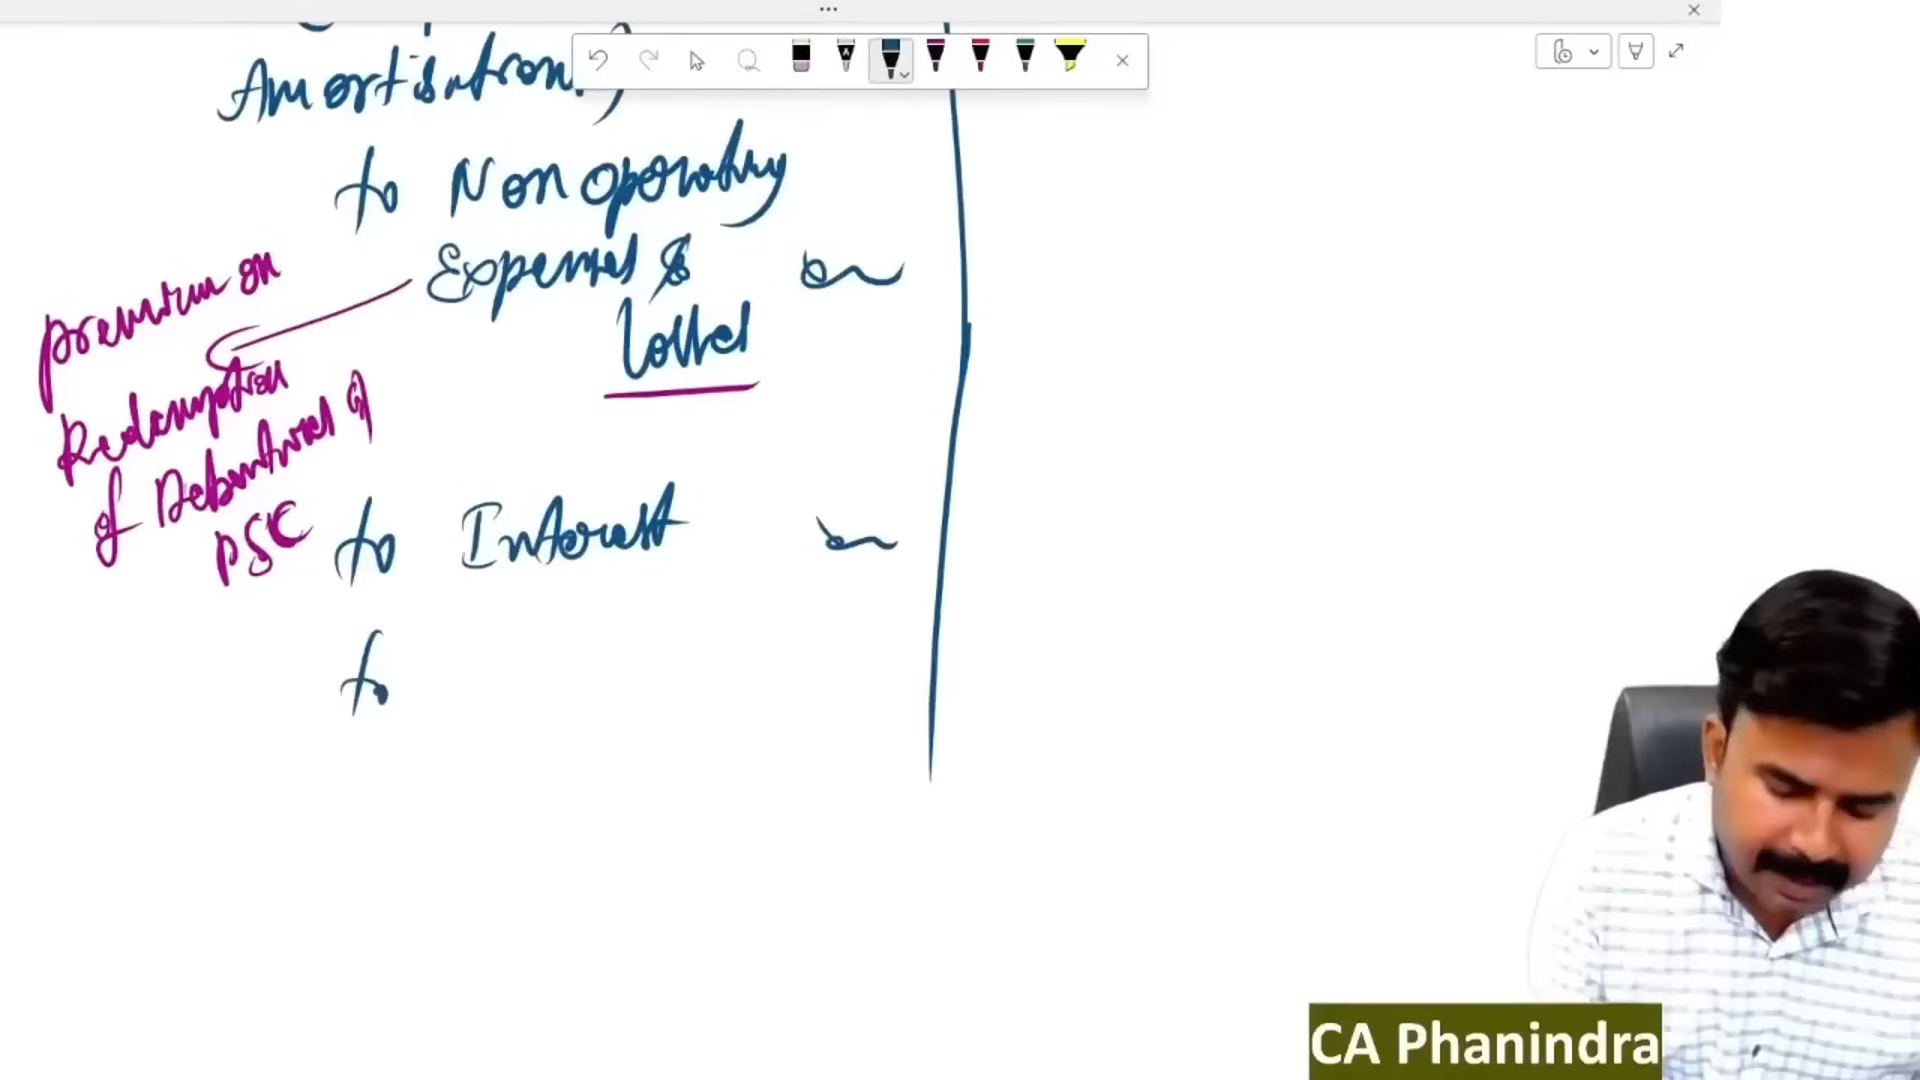 Amortisation)
to Non operating
Expenses &
Losses
Premium on
Redemption
of Debentures &
PSC
to Interest
to
CA Phanindra